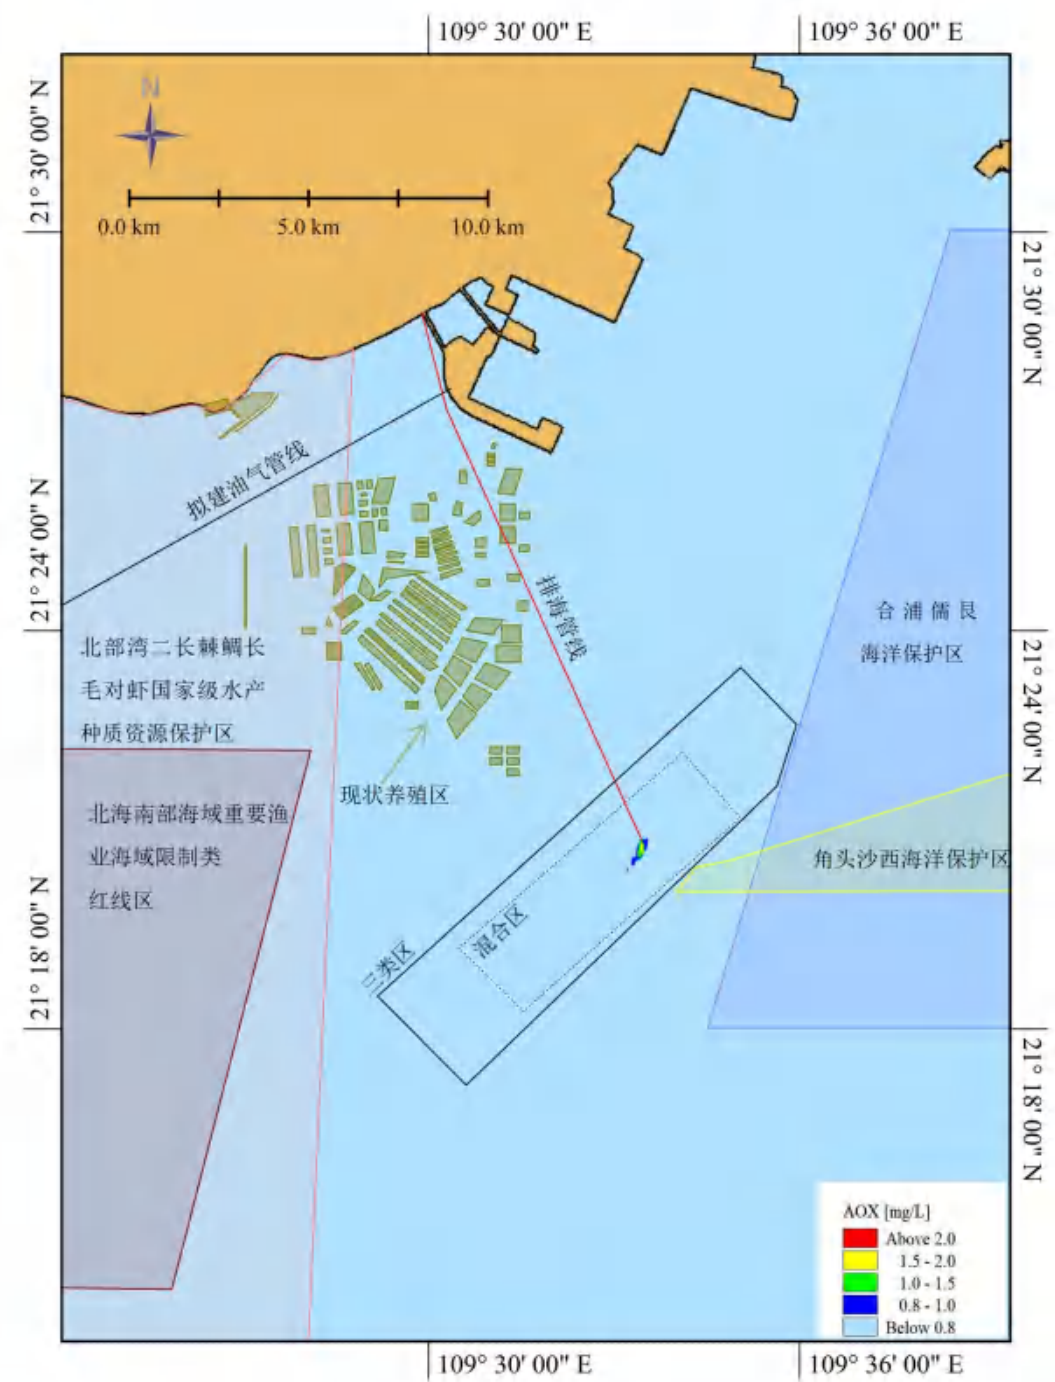 109° 30' 00" E
109° 36' 00" E
N
21° 30' 00" N
0.0 km
5.0 km
10.0 km
21° 30' 00" N
拟建油气管线
21° 24' 00" N
排海管线
合浦儒艮
海洋保护区
北部湾二长棘鲷长
毛对虾国家级水产
种质资源保护区
21° 24' 00" N
现状养殖区
北海南部海域重要渔
业海域限制类
红线区
角头沙西海洋保护区
混合区
三类区
21° 18' 00" N
21° 18' 00" N
AOX [mg/L]
Above 2.0
1.5 - 2.0
1.0 - 1.5
0.8 - 1.0
Below 0.8
109° 30' 00" E
109° 36' 00" E